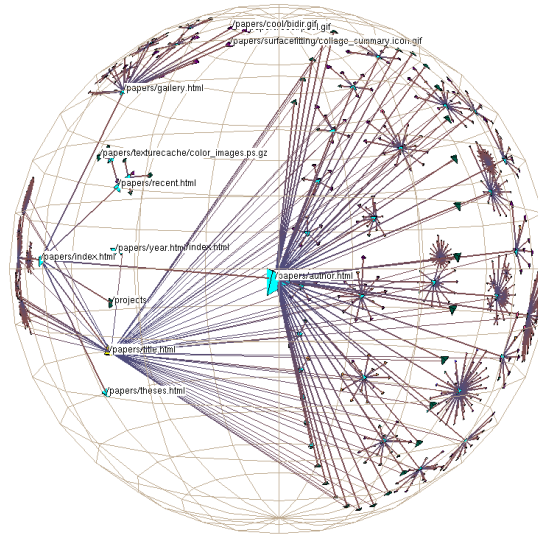 /papers/cool/bidir.gif
/papers/surfacefitting/collage_summary.icon.gif
/papers/gallery.html
/papers/texturecache/color_images.ps.gz
/papers/recent.html
/papers/year.html/index.html
/papers/index.html
/papers/author.html
/projects
/papers/title.html
/papers/theses.html